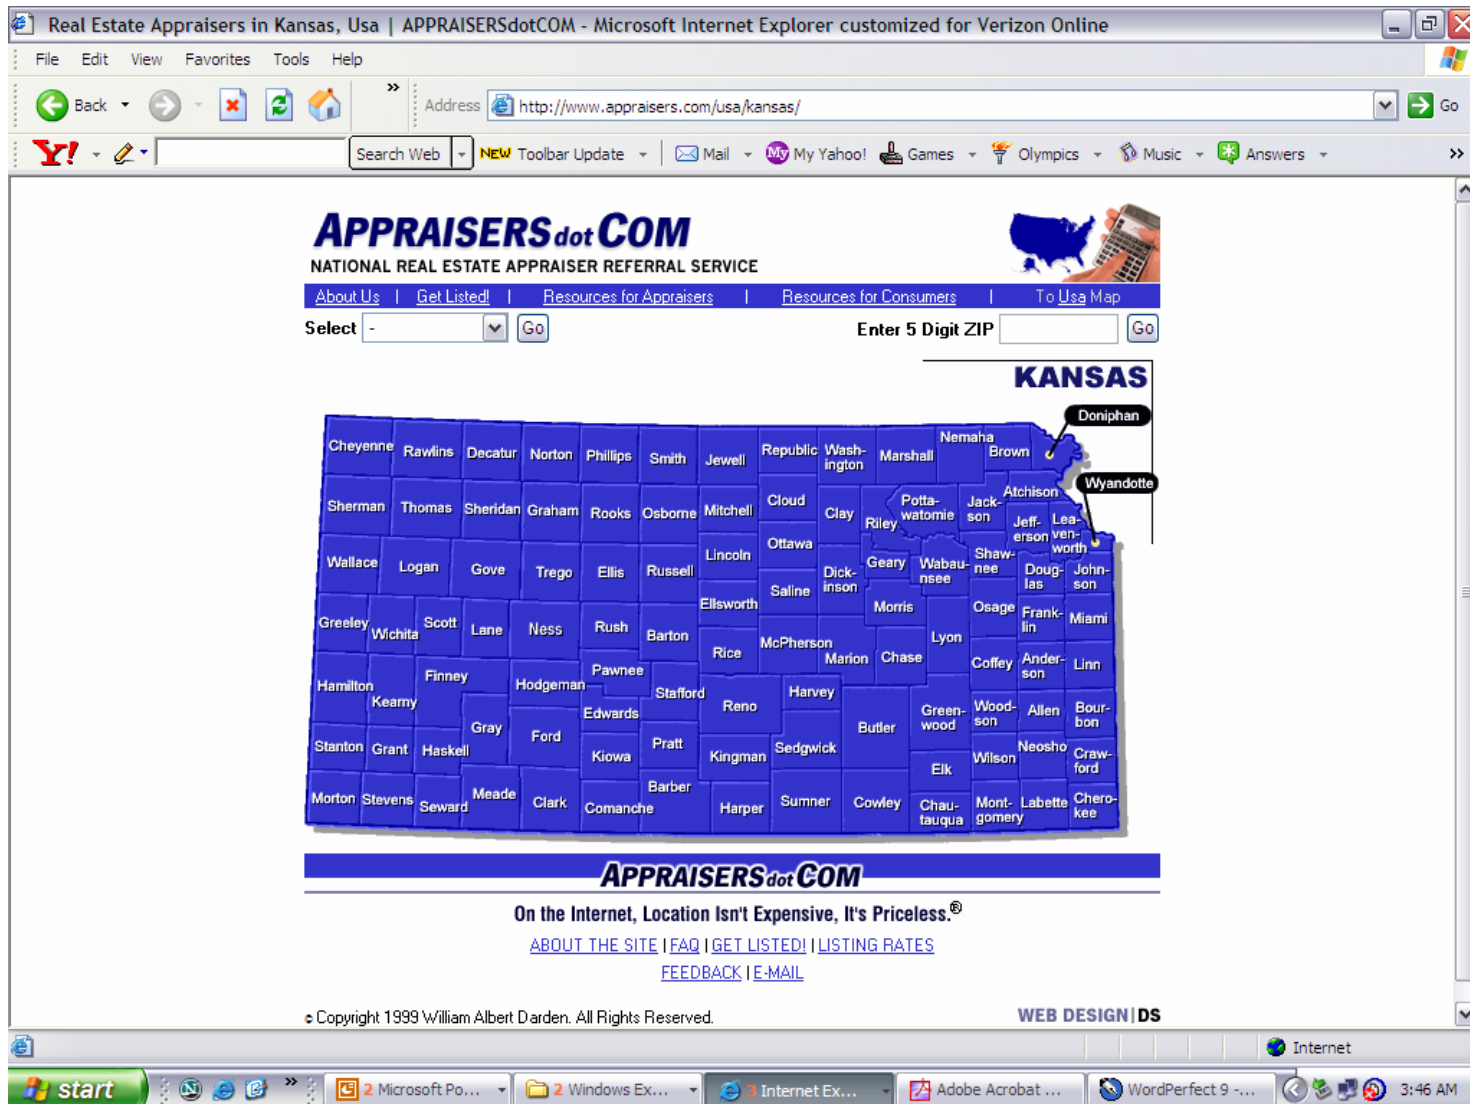 Real Estate Appraisers in Kansas, Usa | APPRAISERSdotCOM - Microsoft Internet Explorer customized for Verizon Online
File Edit View Favorites Tools Help
Back » Address http://www.appraisers.com/usa/kansas/ Go
Y! Search Web NEW Toolbar Update Mail My My Yahoo! Games Olympics Music Answers »
APPRAISERSdotCOM
NATIONAL REAL ESTATE APPRAISER REFERRAL SERVICE
About Us | Get Listed! | Resources for Appraisers | Resources for Consumers | To Usa Map
Select - Go Enter 5 Digit ZIP Go
KANSAS
Doniphan
Cheyenne Rawlins Decatur Norton Phillips Smith Jewell Republic Wash-
ington Marshall Nemaha Brown
Wyandotte
Sherman Thomas Sheridan Graham Rooks Osborne Mitchell Cloud Clay Riley Potta-
watomie Jack-
son Atchison Jeff-
erson Lea-
ven-
worth
Wallace Logan Gove Trego Ellis Russell Lincoln Ottawa Dick-
inson Geary Wabau-
nsee Shaw-
nee Doug-
las John-
son
Ellsworth Saline Morris Osage Frank-
lin Miami
Greeley Wichita Scott Lane Ness Rush Barton Rice McPherson Marion Chase Lyon Coffey Ander-
son Linn
Hamilton Kearny Finney Hodgeman Pawnee Stafford Reno Harvey Butler Green-
wood Wood-
son Allen Bour-
bon
Edwards
Stanton Grant Haskell Gray Ford Kiowa Pratt Kingman Sedgwick Elk Wilson Neosho Craw-
ford
Morton Stevens Seward Meade Clark Comanche Barber Harper Sumner Cowley Chau-
tauqua Mont-
gomery Labette Chero-
kee
APPRAISERSdotCOM
On the Internet, Location Isn't Expensive, It's Priceless.®
ABOUT THE SITE | FAQ | GET LISTED! | LISTING RATES
FEEDBACK | E-MAIL
© Copyright 1999 William Albert Darden. All Rights Reserved. WEB DESIGN|DS
Internet
start » 2 Microsoft Po... 2 Windows Ex... 3 Internet Ex... Adobe Acrobat ... WordPerfect 9 -... 3:46 AM